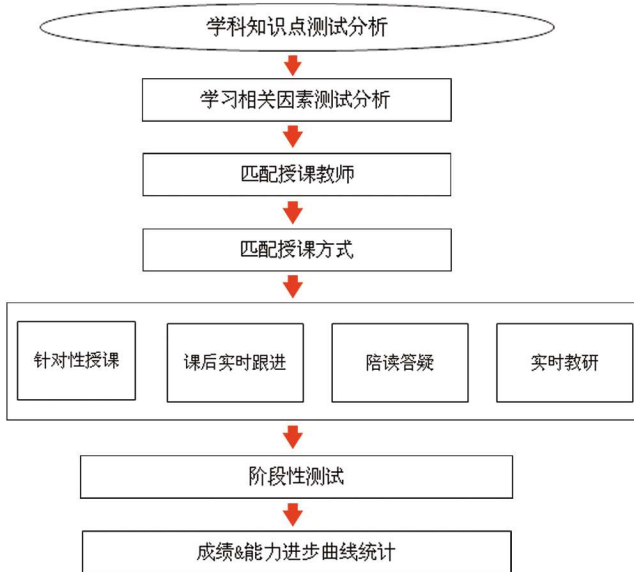 学科知识点测试分析
学习相关因素测试分析
匹配授课教师
匹配授课方式
针对性授课
课后实时跟进
陪读答疑
实时教研
阶段性测试
成绩&能力进步曲线统计